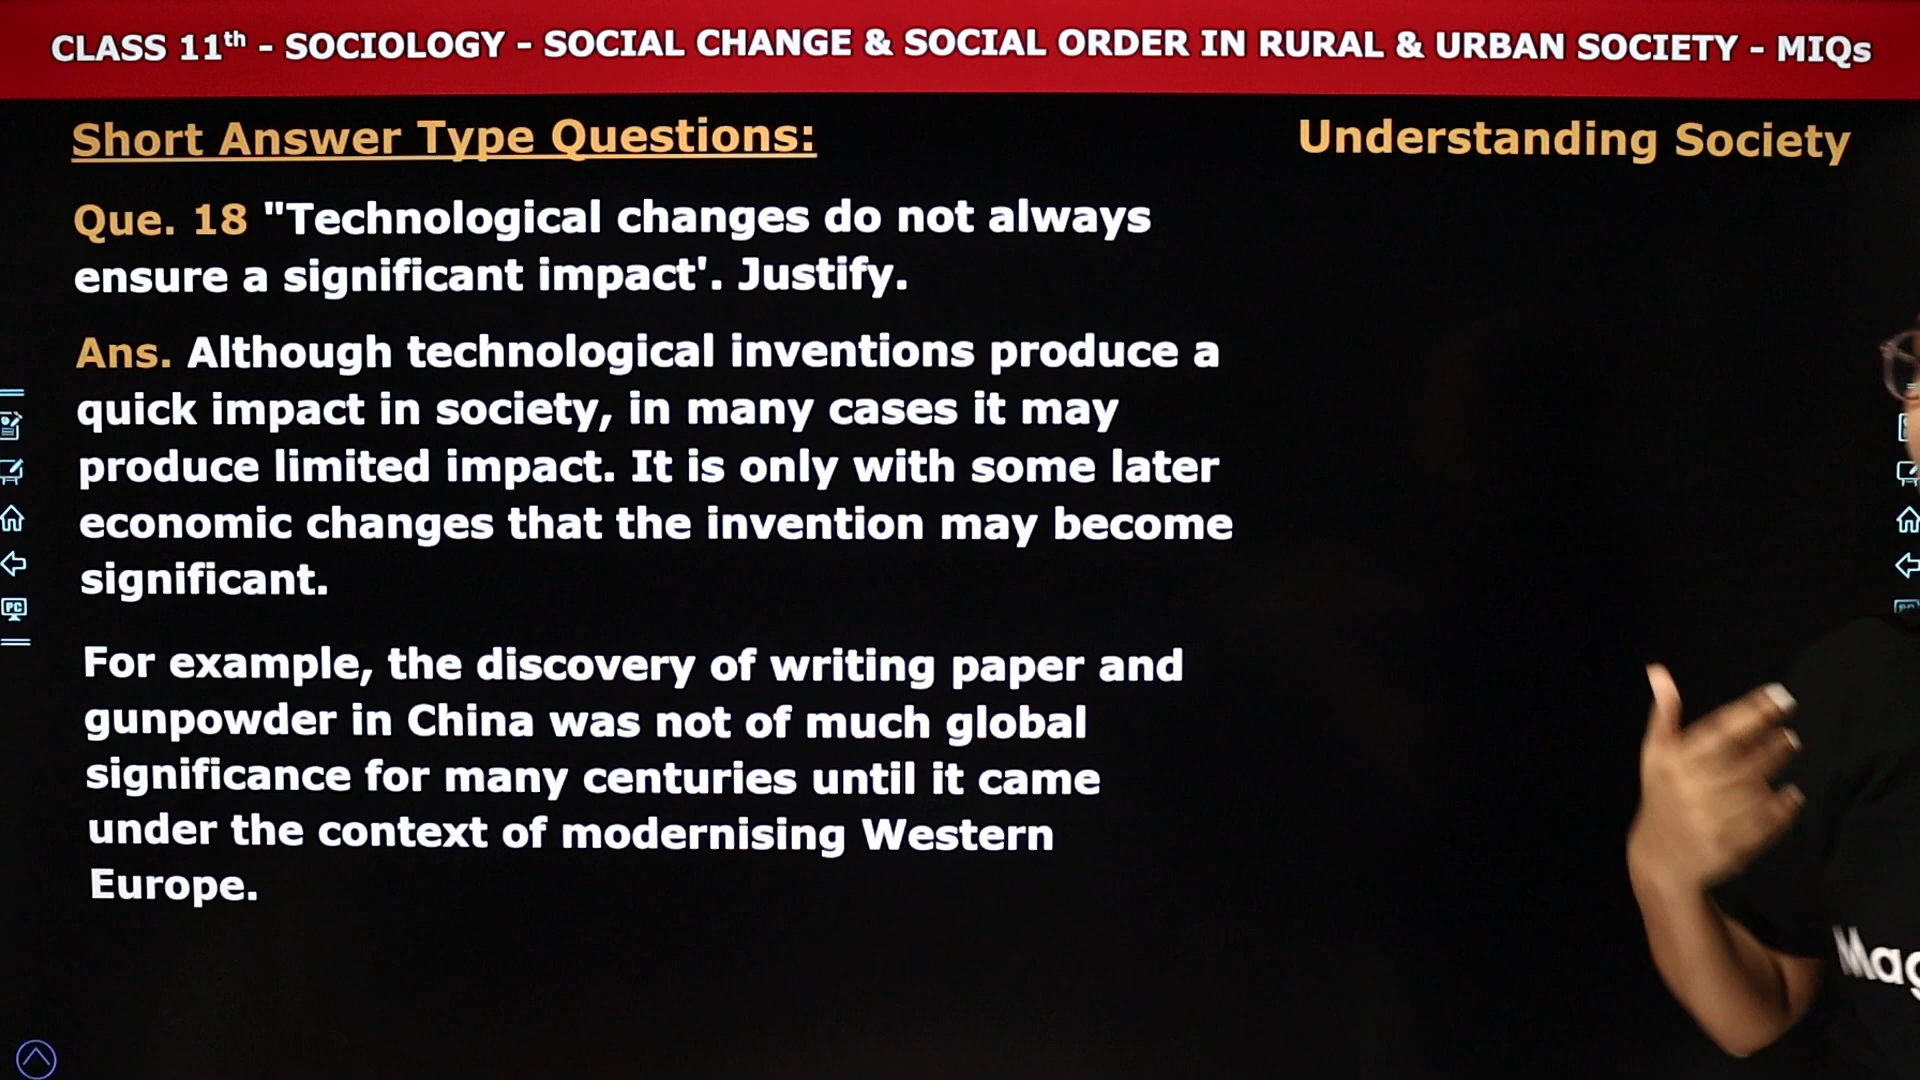 CLASS 11th - SOCIOLOGY - SOCIAL CHANGE & SOCIAL ORDER IN RURAL & URBAN SOCIETY - MIQs
Short Answer Type Questions:
Understanding Society
Que. 18 "Technological changes do not always
ensure a significant impact'. Justify.
Ans. Although technological inventions produce a
quick impact in society, in many cases it may
produce limited impact. It is only with some later
economic changes that the invention may become
significant.
For example, the discovery of writing paper and
gunpowder in China was not of much global
significance for many centuries until it came
under the context of modernising Western
Europe.
PC
Mag